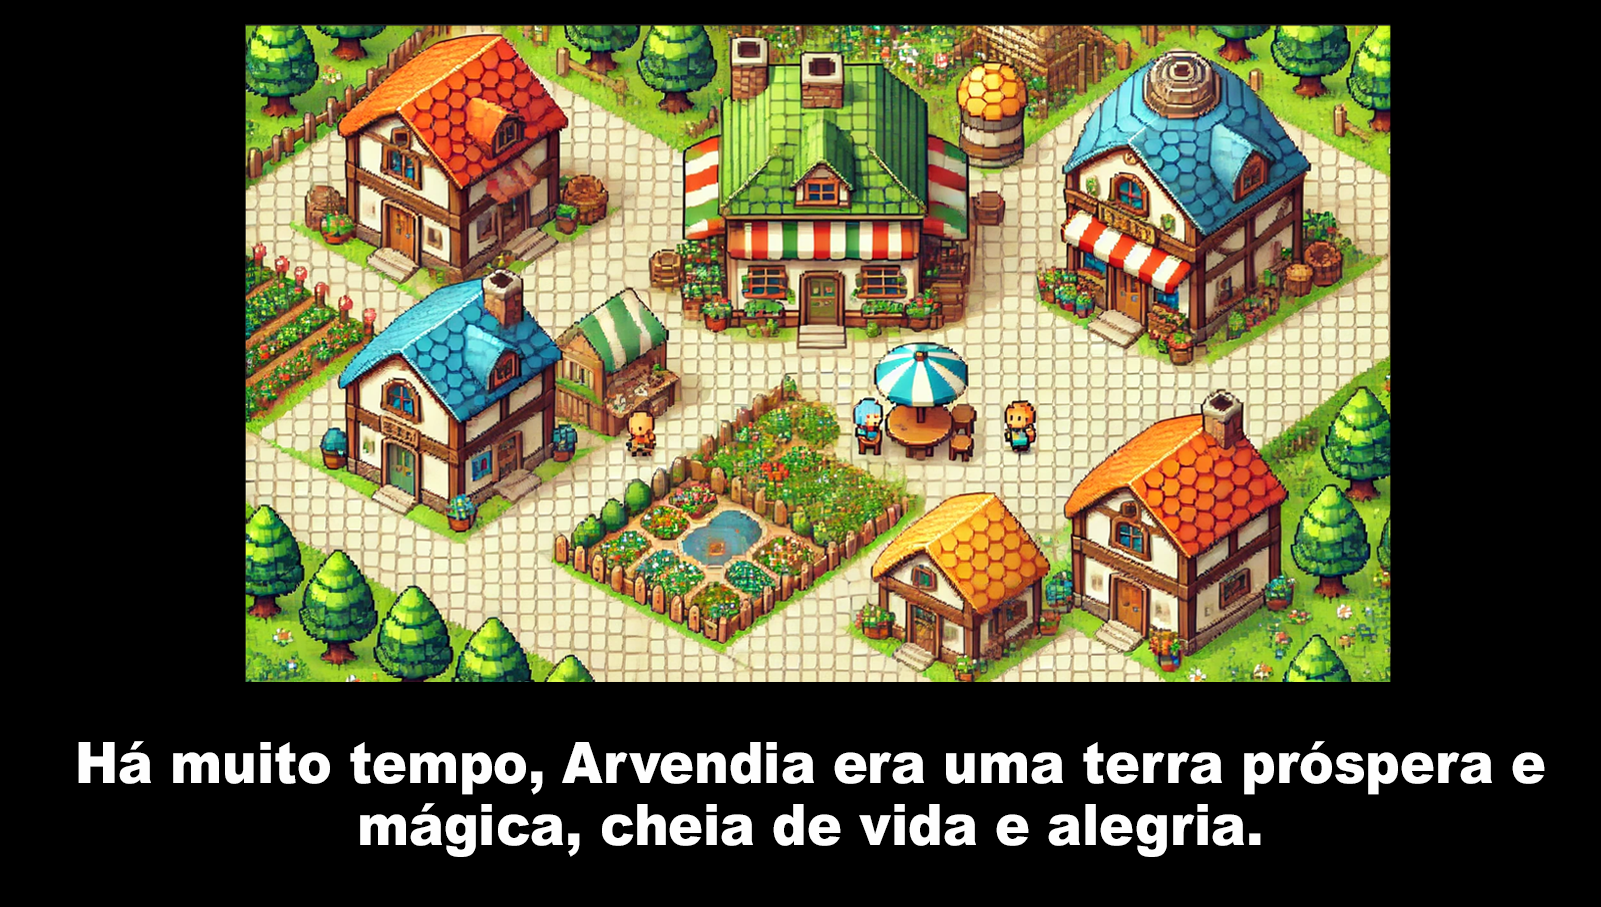 Há muito tempo, Arvendia era uma terra próspera e
mágica, cheia de vida e alegria.